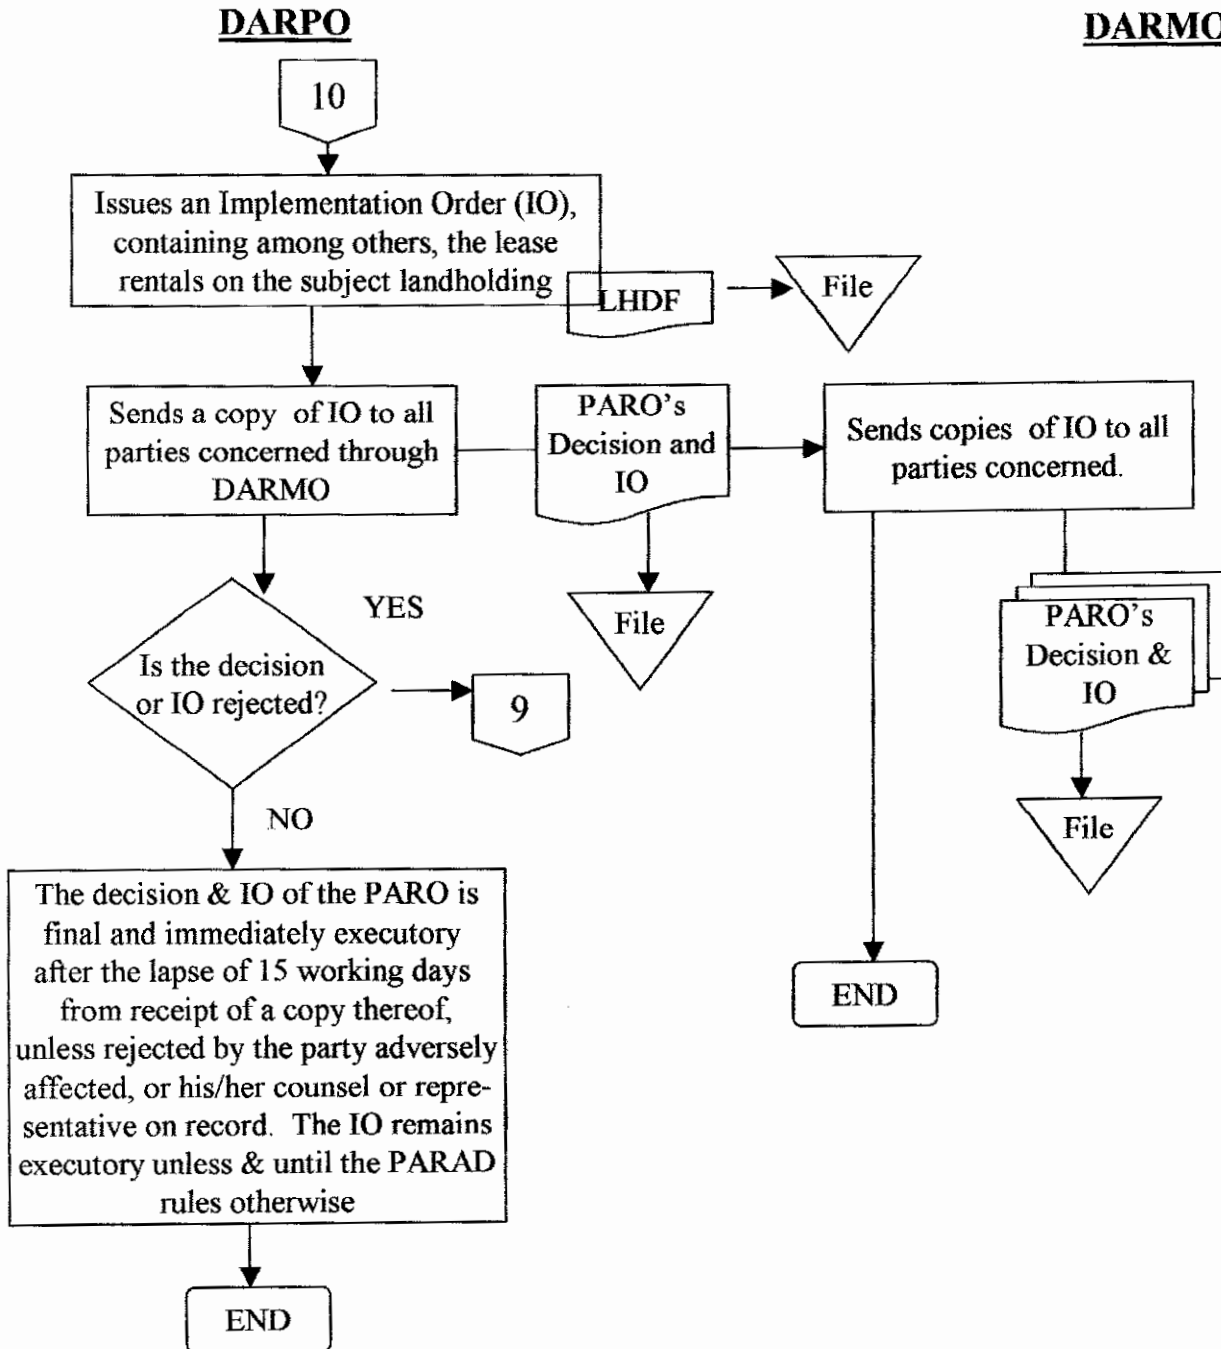 DARPO
DARMO
10
Issues an Implementation Order (IO),
containing among others, the lease
rentals on the subject landholding
LHDF
File
Sends a copy of IO to all
parties concerned through
DARMO
PARO's
Decision and
IO
Sends copies of IO to all
parties concerned.
File
PARO's
Decision &
IO
File
Is the decision
or IO rejected?
YES
9
NO
The decision & IO of the PARO is
final and immediately executory
after the lapse of 15 working days
from receipt of a copy thereof,
unless rejected by the party adversely
affected, or his/her counsel or repre-
sentative on record. The IO remains
executory unless & until the PARAD
rules otherwise
END
END